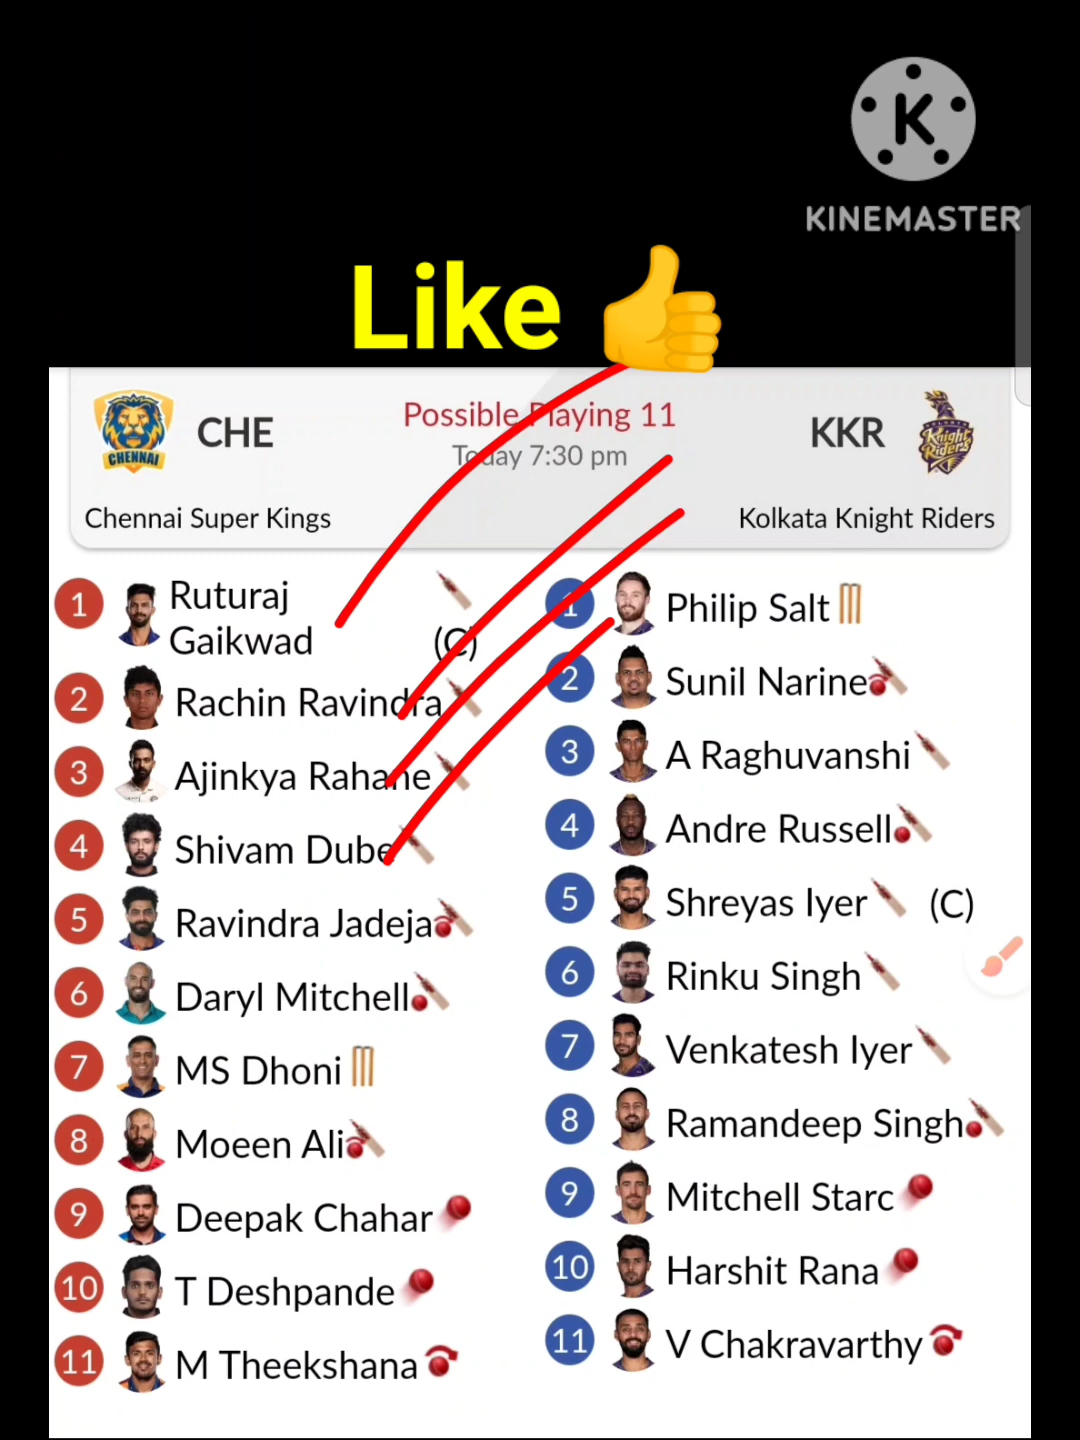 K
KINEMASTER
Like
CHENNAI
CHE
Possible Playing 11
Today 7:30 pm
KKR
Knight Riders
Chennai Super Kings
Kolkata Knight Riders
1 Ruturaj Gaikwad (C)
2 Rachin Ravindra
3 Ajinkya Rahane
4 Shivam Dube
5 Ravindra Jadeja
6 Daryl Mitchell
7 MS Dhoni
8 Moeen Ali
9 Deepak Chahar
10 T Deshpande
11 M Theekshana
1 Philip Salt
2 Sunil Narine
3 A Raghuvanshi
4 Andre Russell
5 Shreyas Iyer (C)
6 Rinku Singh
7 Venkatesh Iyer
8 Ramandeep Singh
9 Mitchell Starc
10 Harshit Rana
11 V Chakravarthy